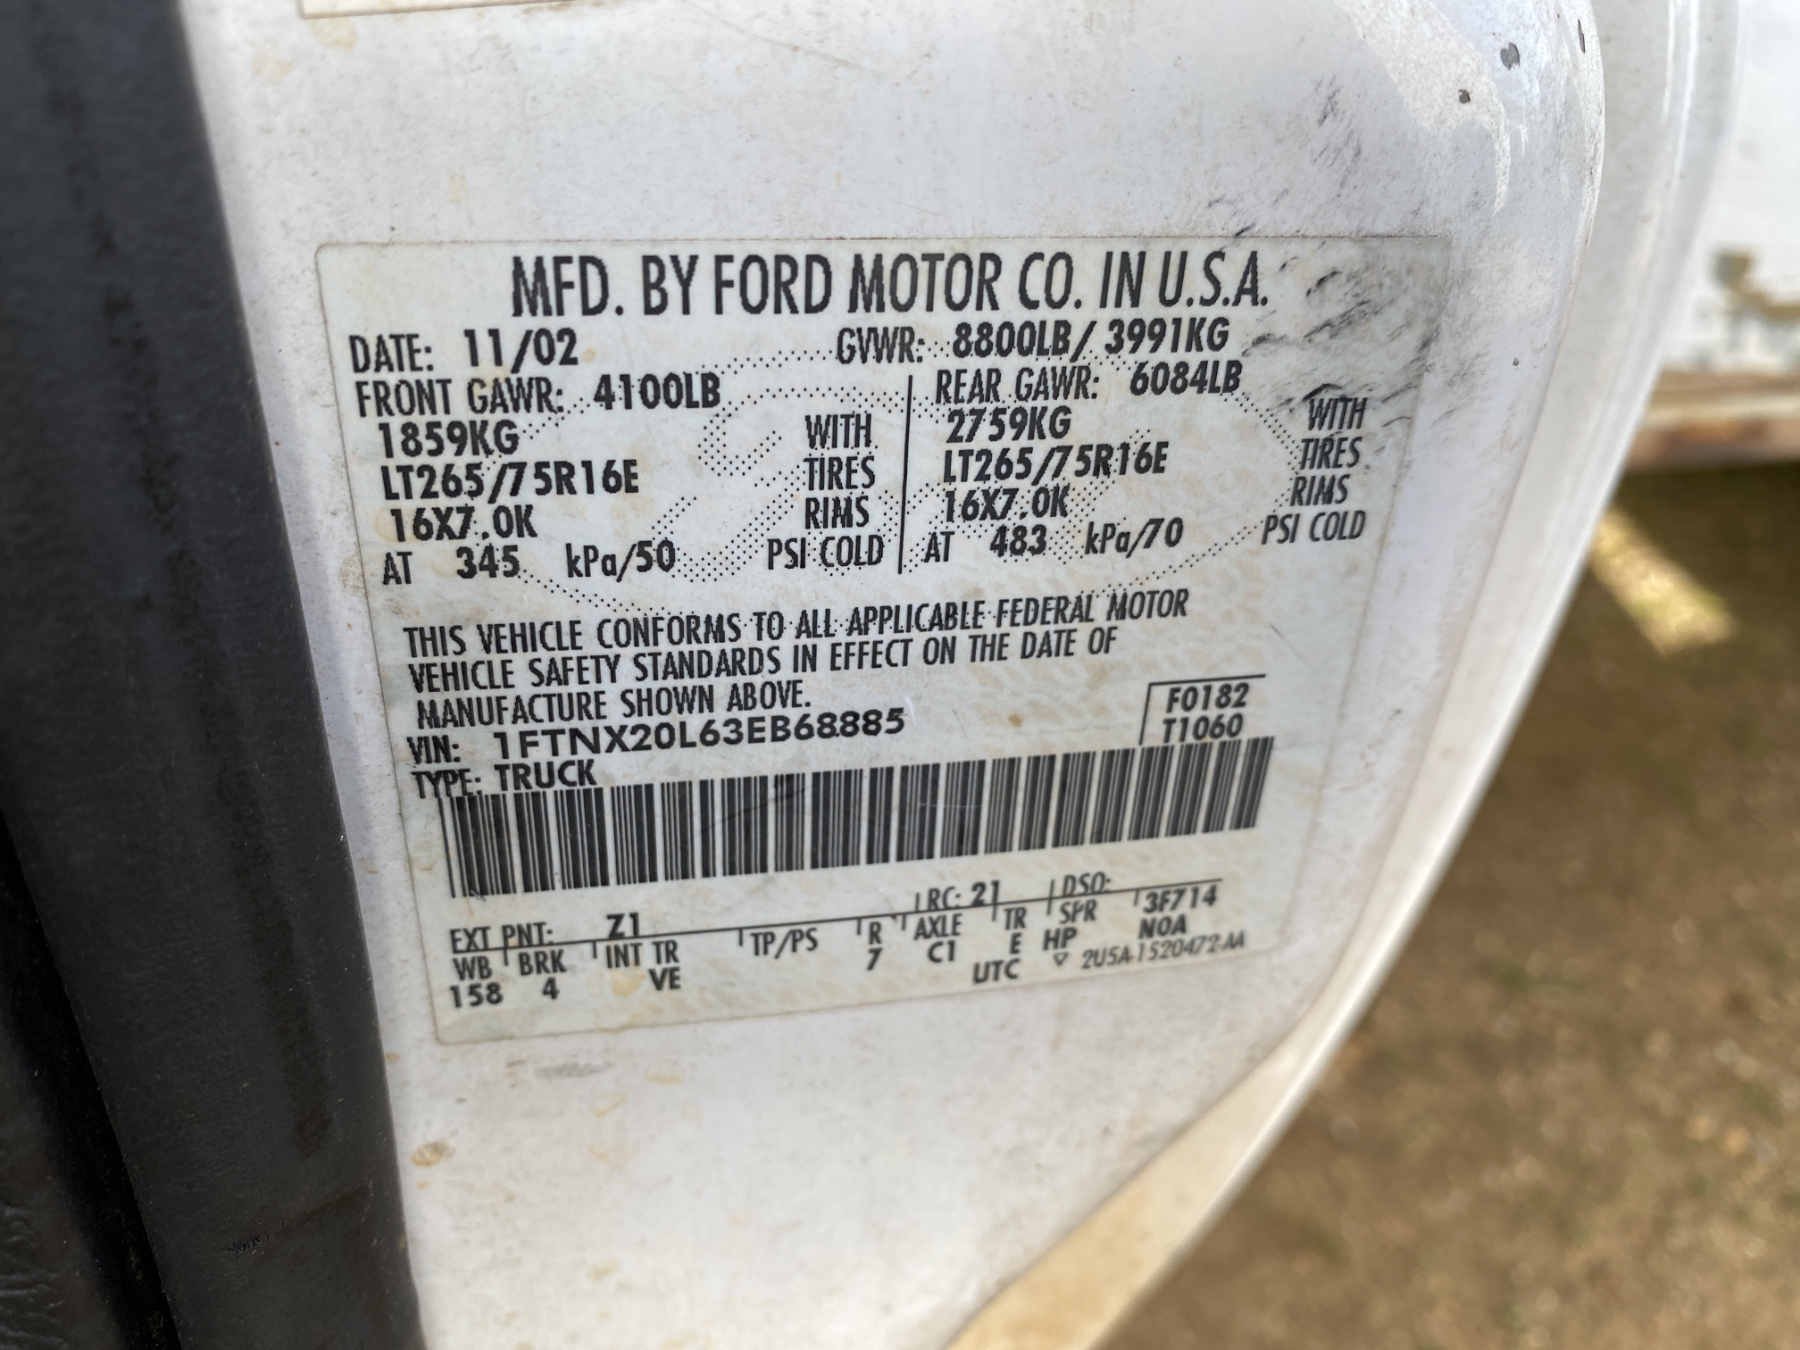 MFD. BY FORD MOTOR CO. IN U.S.A.
DATE: 11/02 GVWR: 8800LB/ 3991KG
FRONT GAWR: 4100LB REAR GAWR: 6084LB
1859KG WITH 2759KG WITH
LT265/75R16E TIRES LT265/75R16E TIRES
16X7.0K RIMS 16X7.0K RIMS
AT 345 kPa/50 PSI COLD AT 483 kPa/70 PSI COLD
THIS VEHICLE CONFORMS TO ALL APPLICABLE FEDERAL MOTOR
VEHICLE SAFETY STANDARDS IN EFFECT ON THE DATE OF
MANUFACTURE SHOWN ABOVE.
VIN: 1FTNX20L63EB68885 F0182
TYPE: TRUCK T1060
EXT PNT: Z1 RC: 21 DSO:
WB BRK INT TR TP/PS R AXLE TR SPR 3F714
158 4 VE 7 C1 E HP N0A
UTC ▽ 2U5A-1520472-AA